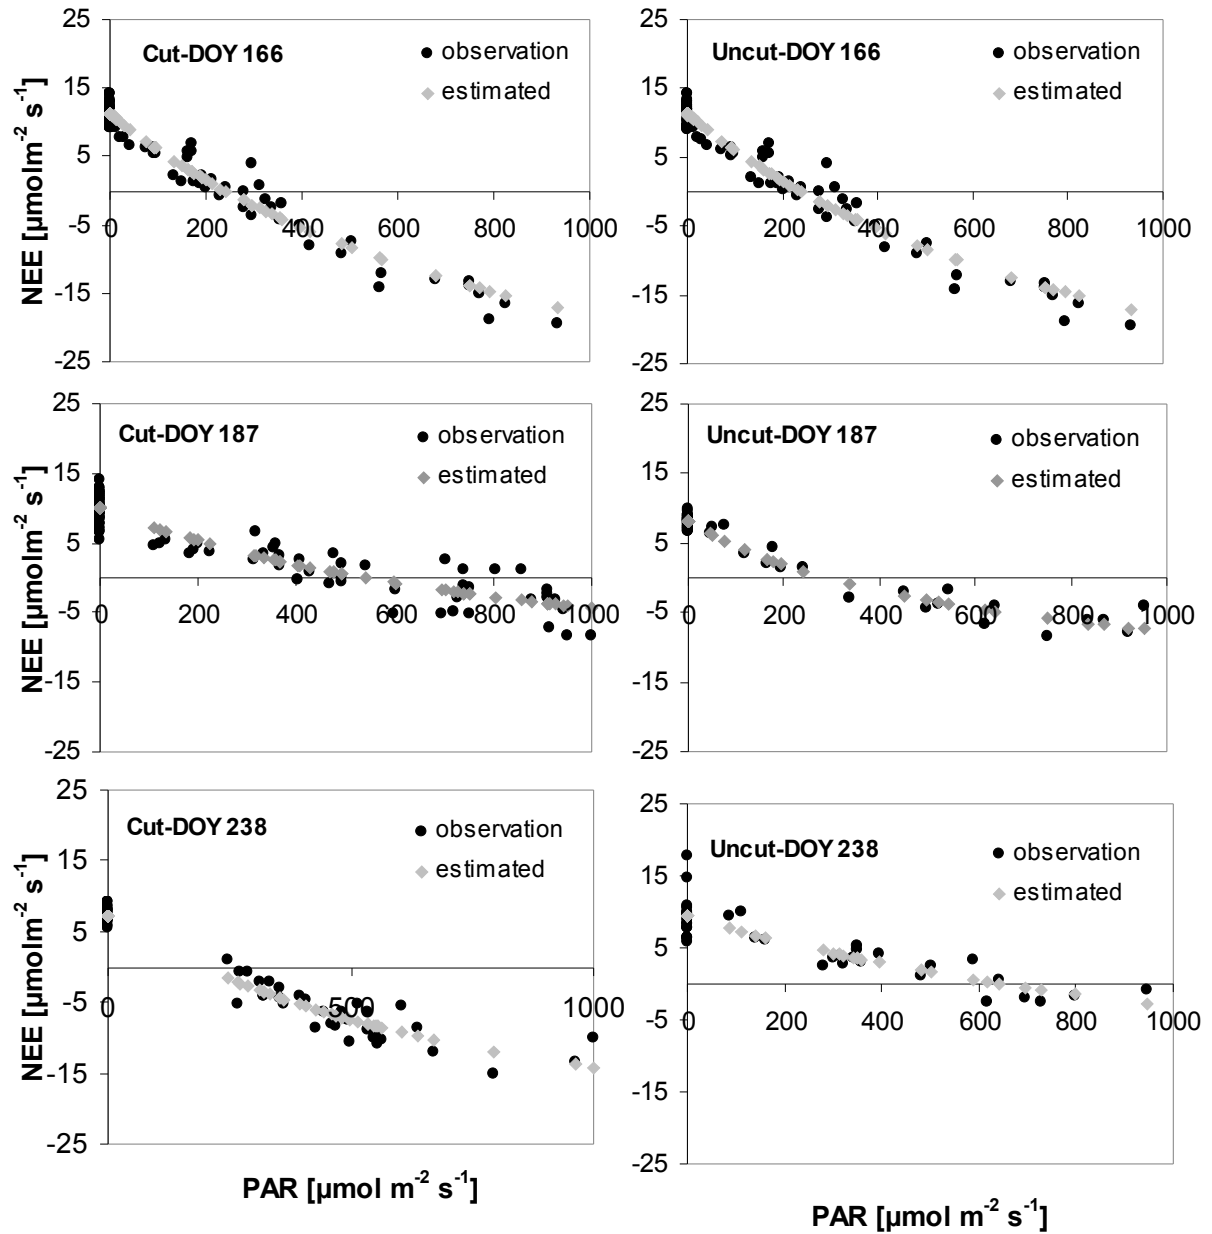 25
15
5
-5
-15
-25
NEE [µmolm⁻² s⁻¹]
Cut-DOY 166
observation
estimated
0 200 400 600 800 1000
25
15
5
-5
-15
-25
Uncut-DOY 166
observation
estimated
0 200 400 600 800 1000
25
15
5
-5
-15
-25
NEE [µmolm⁻² s⁻¹]
Cut-DOY 187
observation
estimated
0 200 400 600 800 1000
25
15
5
-5
-15
-25
Uncut-DOY 187
observation
estimated
0 200 400 600 800 1000
25
15
5
-5
-15
-25
NEE [µmolm⁻² s⁻¹]
Cut-DOY 238
observation
estimated
0 500 1000
PAR [µmol m⁻² s⁻¹]
25
15
5
-5
-15
-25
Uncut-DOY 238
observation
estimated
0 200 400 600 800 1000
PAR [µmol m⁻² s⁻¹]